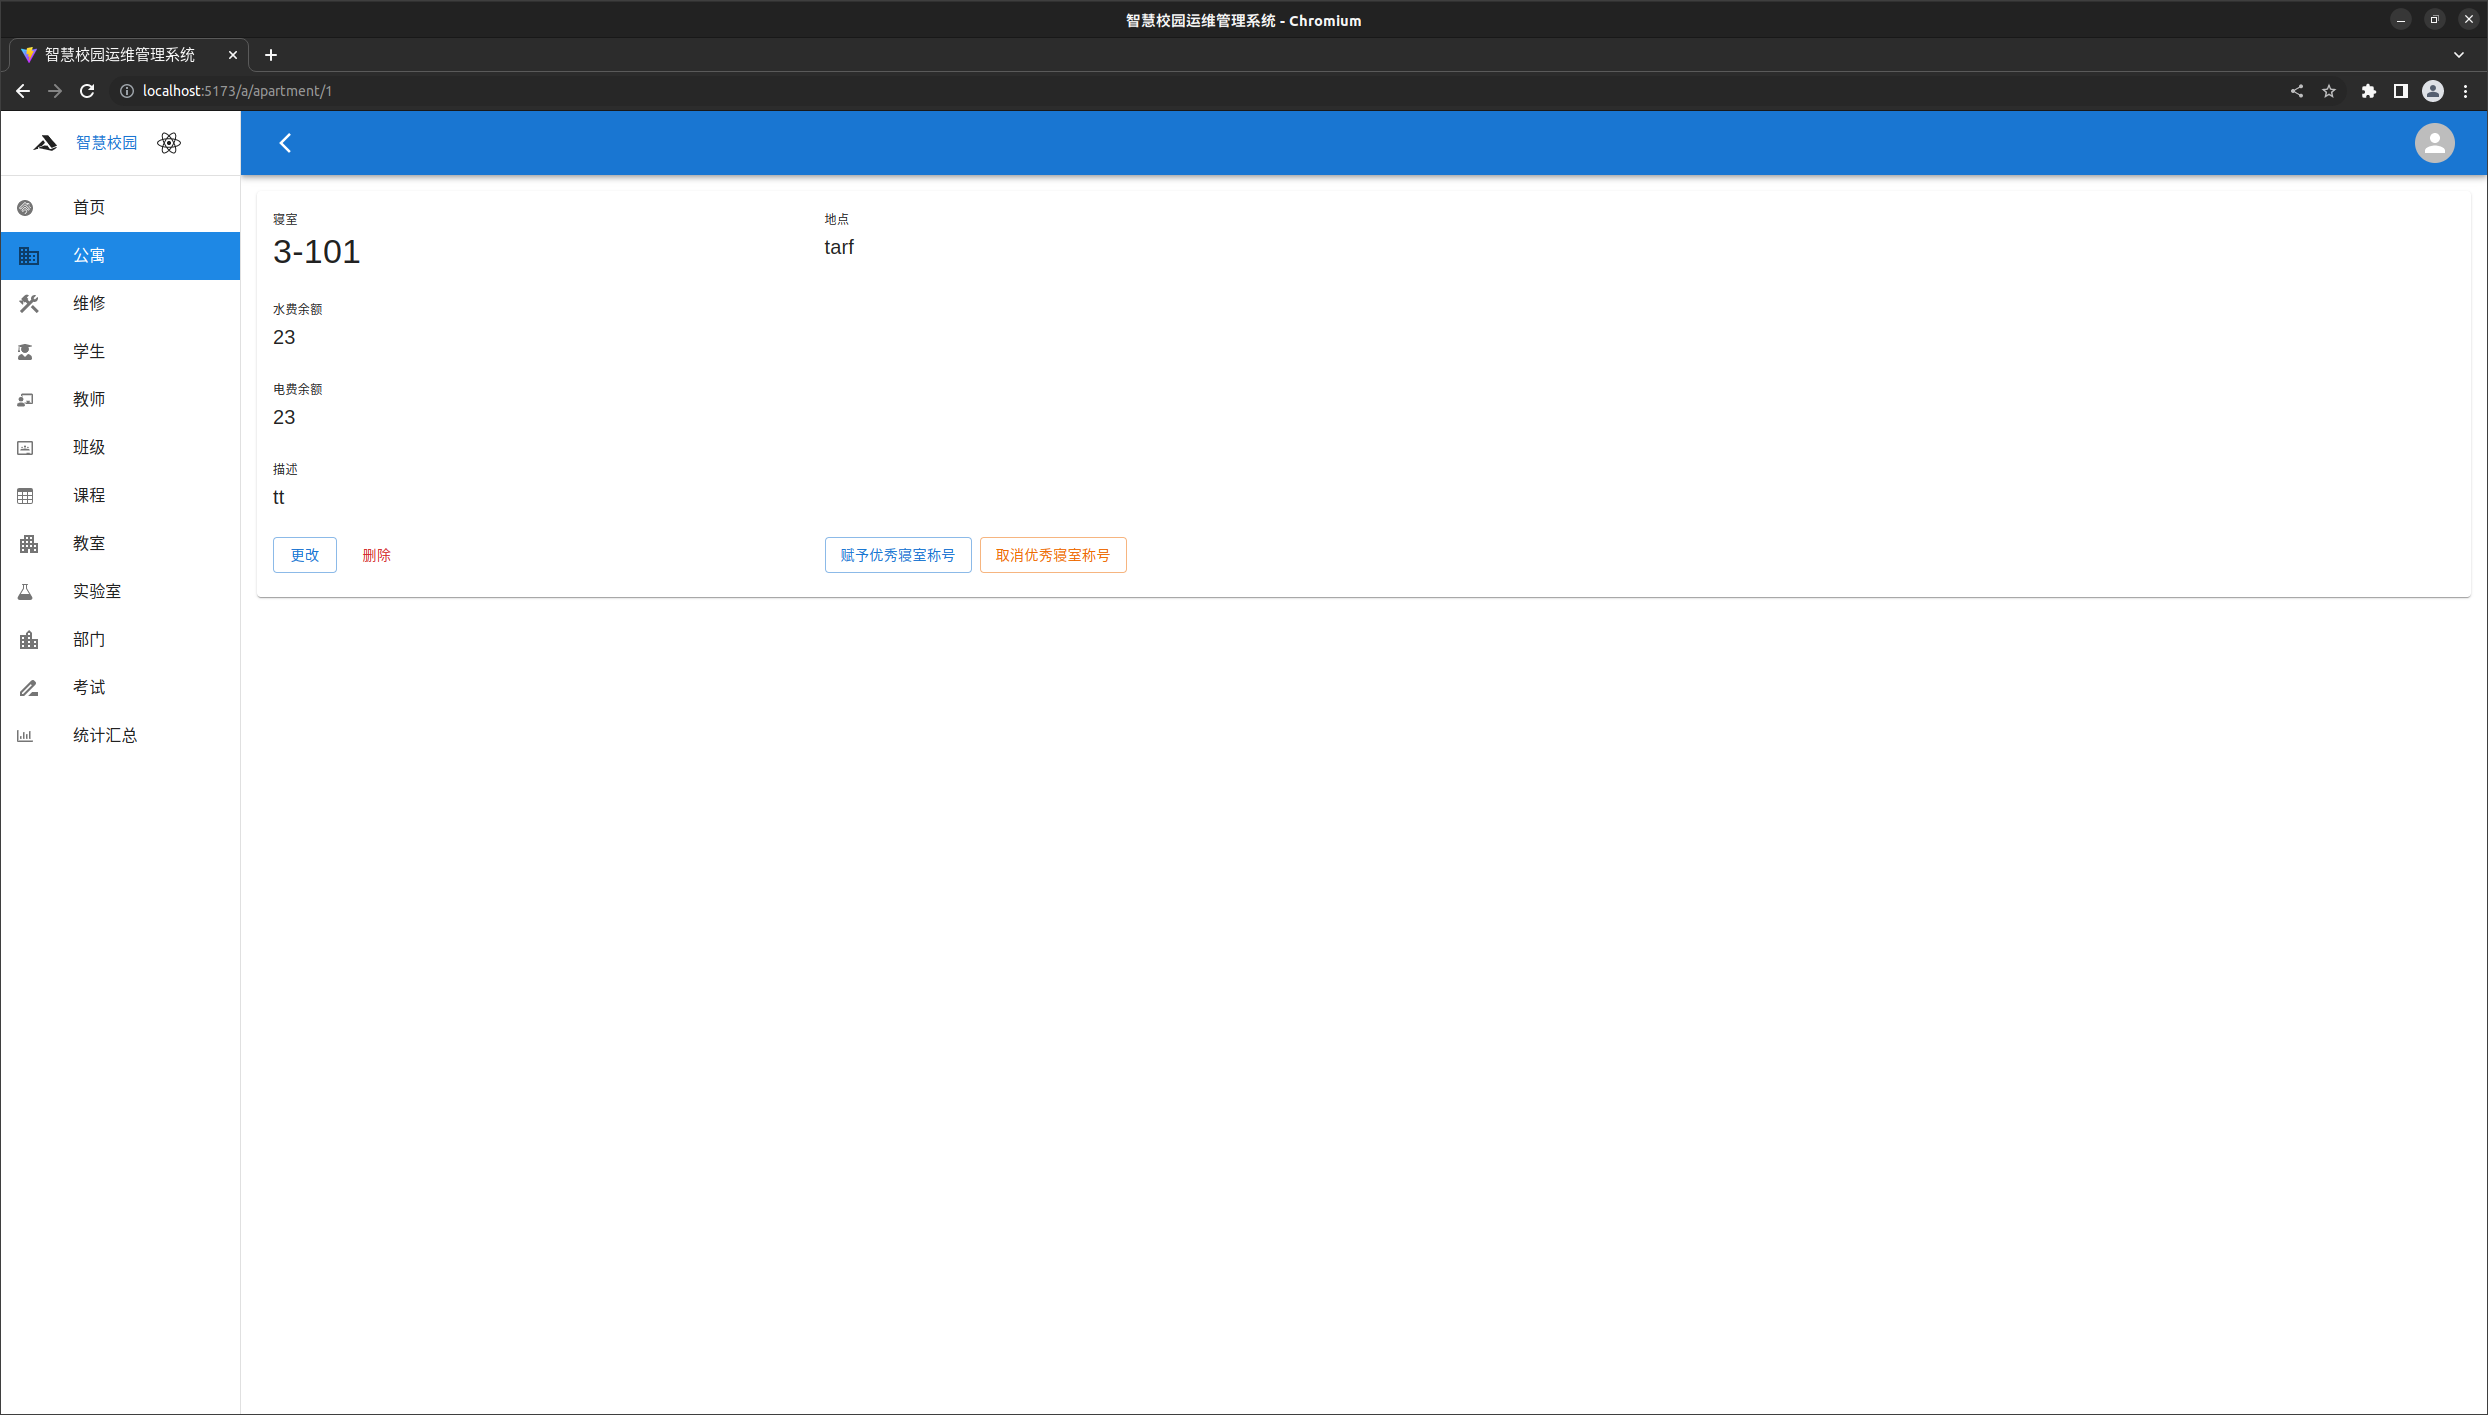 智慧校园运维管理系统 - Chromium
智慧校园运维管理系统
localhost:5173/a/apartment/1
智慧校园
首页
公寓
维修
学生
教师
班级
课程
教室
实验室
部门
考试
统计汇总
寝室
3-101
地点
tarf
水费余额
23
电费余额
23
描述
tt
更改 删除 赋予优秀寝室称号 取消优秀寝室称号